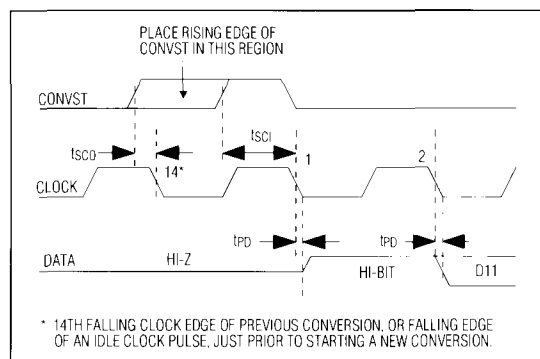 PLACE RISING EDGE OF
CONVST IN THIS REGION
CONVST
tSCO
tSCI
14*
1
2
CLOCK
tPD
tPD
DATA
HI-Z
HI-BIT
D11
* 14TH FALLING CLOCK EDGE OF PREVIOUS CONVERSION, OR FALLING EDGE
OF AN IDLE CLOCK PULSE, JUST PRIOR TO STARTING A NEW CONVERSION.